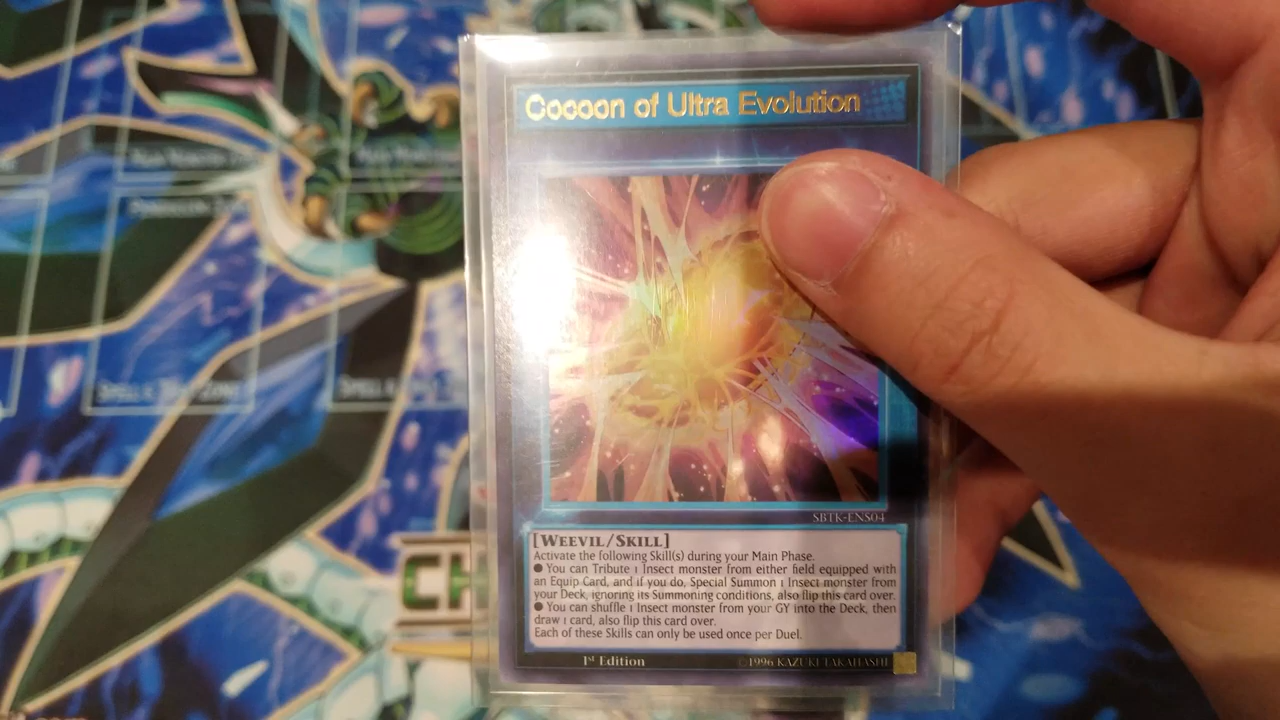 Cocoon of Ultra Evolution
SBTK-ENS04
[WEEVIL/SKILL]
Activate the following Skill(s) during your Main Phase.
● You can Tribute 1 Insect monster from either field equipped with
an Equip Card, and if you do, Special Summon 1 Insect monster from
your Deck, ignoring its Summoning conditions, also flip this card over.
● You can shuffle 1 Insect monster from your GY into the Deck, then
draw 1 card, also flip this card over.
Each of these Skills can only be used once per Duel.
1st Edition ©1996 KAZUKI TAKAHASHI
CH